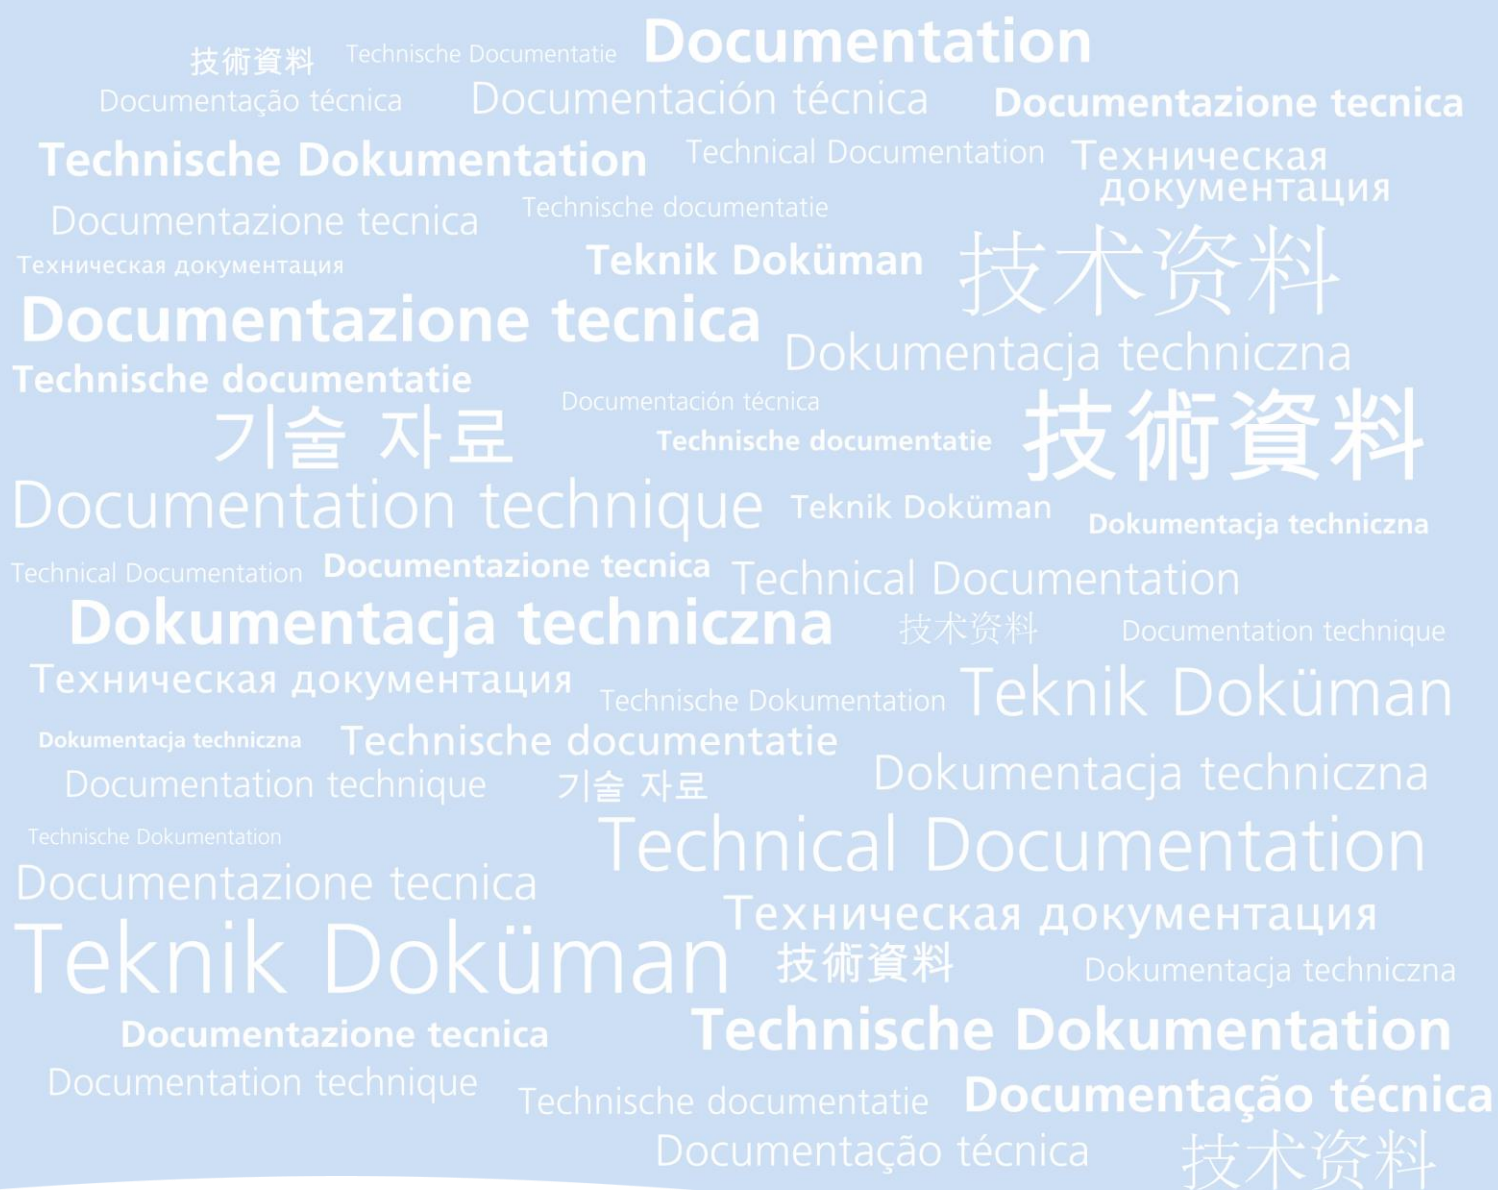 Documentation
技術資料 Technische Documentatie
Documentação técnica Documentación técnica Documentazione tecnica
Technische Dokumentation Technical Documentation Техническая
документация
Documentazione tecnica Technische documentatie
Техническая документация Teknik Doküman 技术资料
Documentazione tecnica
Dokumentacja techniczna
Technische documentatie
기술 자료 Documentación técnica
Technische documentatie 技術資料
Documentation technique Teknik Doküman Dokumentacja techniczna
Technical Documentation Documentazione tecnica Technical Documentation
Dokumentacja techniczna 技术资料 Documentation technique
Техническая документация Technische Dokumentation Teknik Doküman
Dokumentacja techniczna Technische documentatie
Documentation technique 기술 자료 Dokumentacja techniczna
Technische Dokumentation Technical Documentation
Documentazione tecnica
Техническая документация
Teknik Doküman 技術資料 Dokumentacja techniczna
Documentazione tecnica Technische Dokumentation
Documentation technique Technische documentatie Documentação técnica
Documentação técnica 技术资料